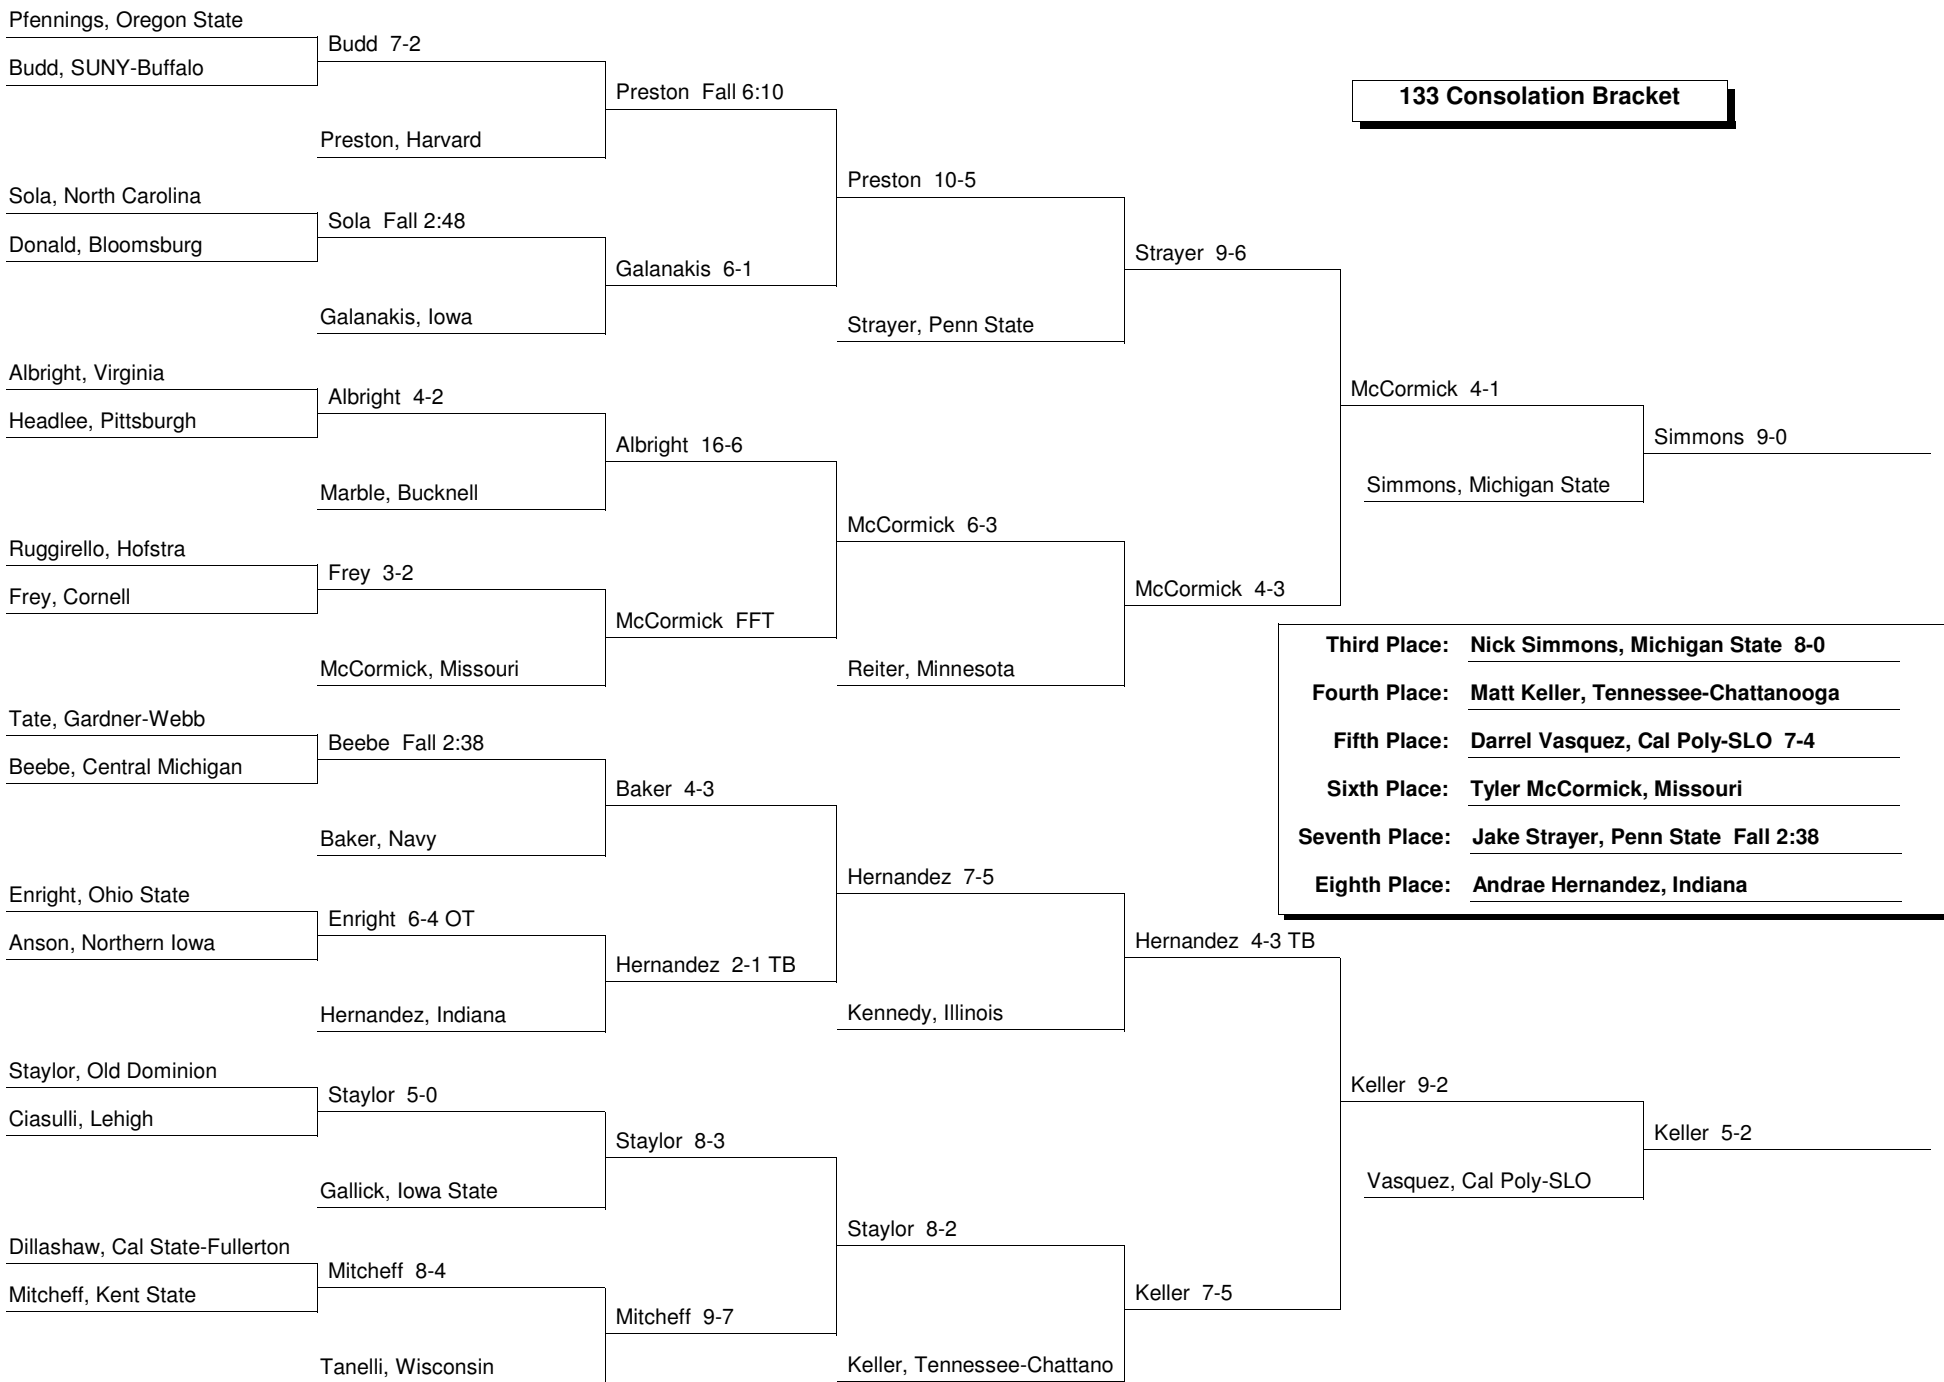 133 Consolation Bracket
Pfennings, Oregon State
Budd, SUNY-Buffalo
Sola, North Carolina
Donald, Bloomsburg
Albright, Virginia
Headlee, Pittsburgh
Ruggirello, Hofstra
Frey, Cornell
Tate, Gardner-Webb
Beebe, Central Michigan
Enright, Ohio State
Anson, Northern Iowa
Staylor, Old Dominion
Ciasulli, Lehigh
Dillashaw, Cal State-Fullerton
Mitcheff, Kent State
Budd 7-2
Preston, Harvard
Sola Fall 2:48
Galanakis, Iowa
Albright 4-2
Marble, Bucknell
Frey 3-2
McCormick, Missouri
Beebe Fall 2:38
Baker, Navy
Enright 6-4 OT
Hernandez, Indiana
Staylor 5-0
Gallick, Iowa State
Mitcheff 8-4
Tanelli, Wisconsin
Preston Fall 6:10
Galanakis 6-1
Albright 16-6
McCormick FFT
Baker 4-3
Hernandez 2-1 TB
Staylor 8-3
Mitcheff 9-7
Preston 10-5
Strayer, Penn State
McCormick 6-3
Reiter, Minnesota
Hernandez 7-5
Kennedy, Illinois
Staylor 8-2
Keller, Tennessee-Chattano
Strayer 9-6
McCormick 4-3
Hernandez 4-3 TB
Keller 7-5
McCormick 4-1
Simmons, Michigan State
Keller 9-2
Vasquez, Cal Poly-SLO
Simmons 9-0
Keller 5-2
Third Place: Nick Simmons, Michigan State 8-0
Fourth Place: Matt Keller, Tennessee-Chattanooga
Fifth Place: Darrel Vasquez, Cal Poly-SLO 7-4
Sixth Place: Tyler McCormick, Missouri
Seventh Place: Jake Strayer, Penn State Fall 2:38
Eighth Place: Andrae Hernandez, Indiana